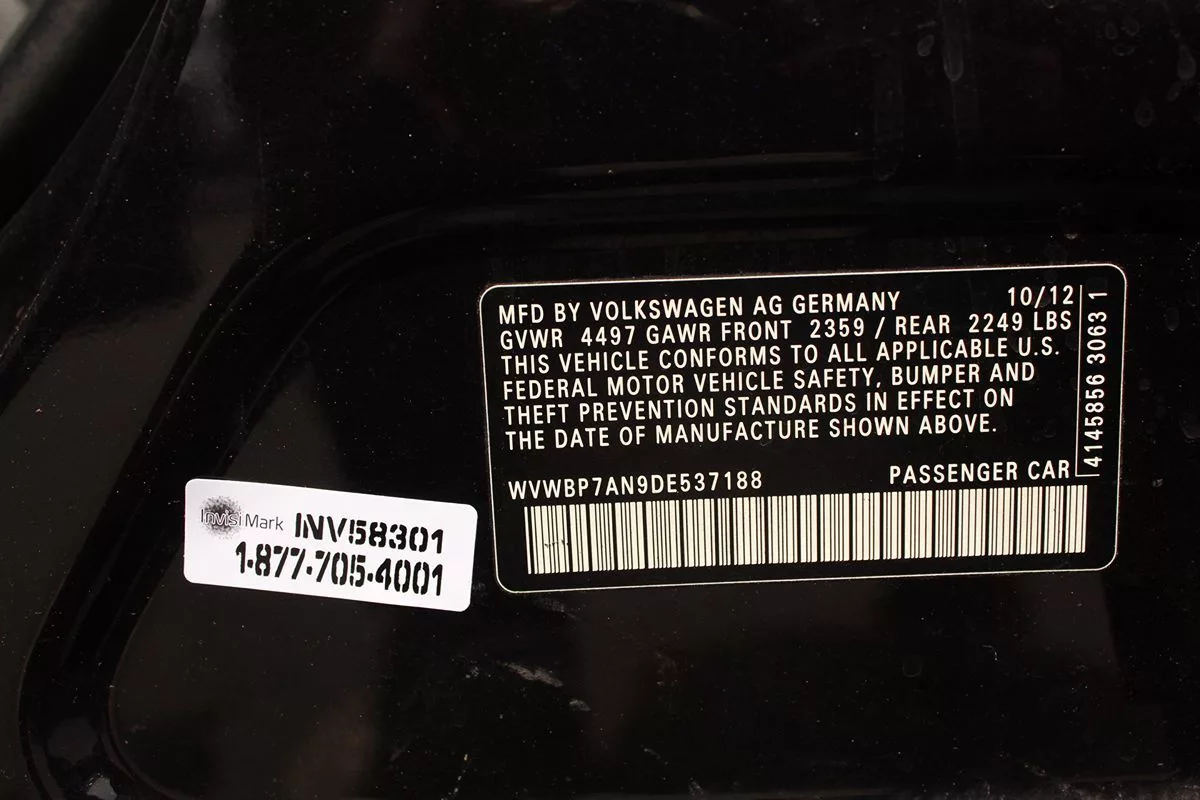 MFD BY VOLKSWAGEN AG GERMANY 10/12
GVWR 4497 GAWR FRONT 2359 / REAR 2249 LBS
THIS VEHICLE CONFORMS TO ALL APPLICABLE U.S.
FEDERAL MOTOR VEHICLE SAFETY, BUMPER AND
THEFT PREVENTION STANDARDS IN EFFECT ON
THE DATE OF MANUFACTURE SHOWN ABOVE.
WVWBP7AN9DE537188 PASSENGER CAR
4145856 30631
InvisiMark INV58301
1-877-705-4001